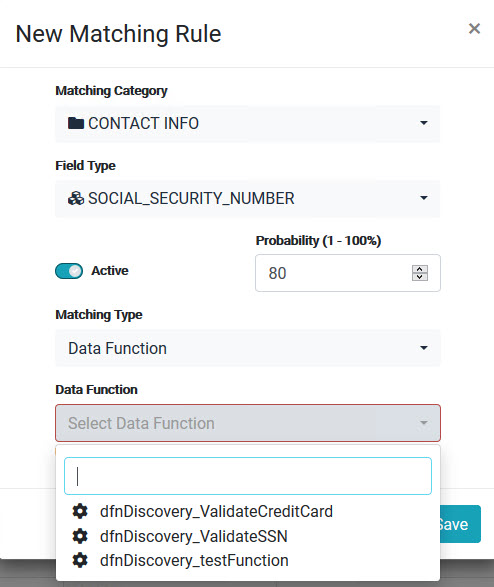 New Matching Rule
×
Matching Category
CONTACT INFO
Field Type
SOCIAL_SECURITY_NUMBER
Probability (1 - 100%)
Active
80
Matching Type
Data Function
Data Function
Select Data Function
dfnDiscovery_ValidateCreditCard
dfnDiscovery_ValidateSSN
dfnDiscovery_testFunction
Save